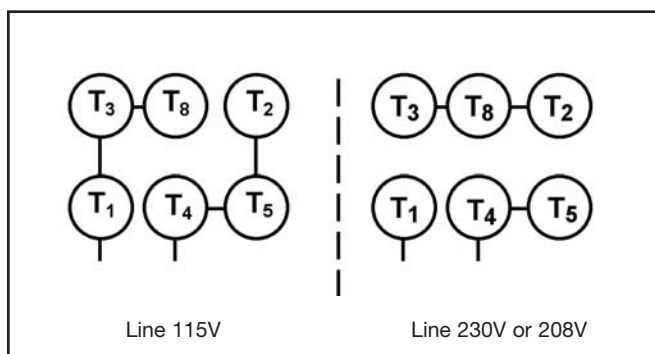 T₃ T₈ T₂ T₃ T₈ T₂
T₁ T₄ T₅ T₁ T₄ T₅
Line 115V Line 230V or 208V